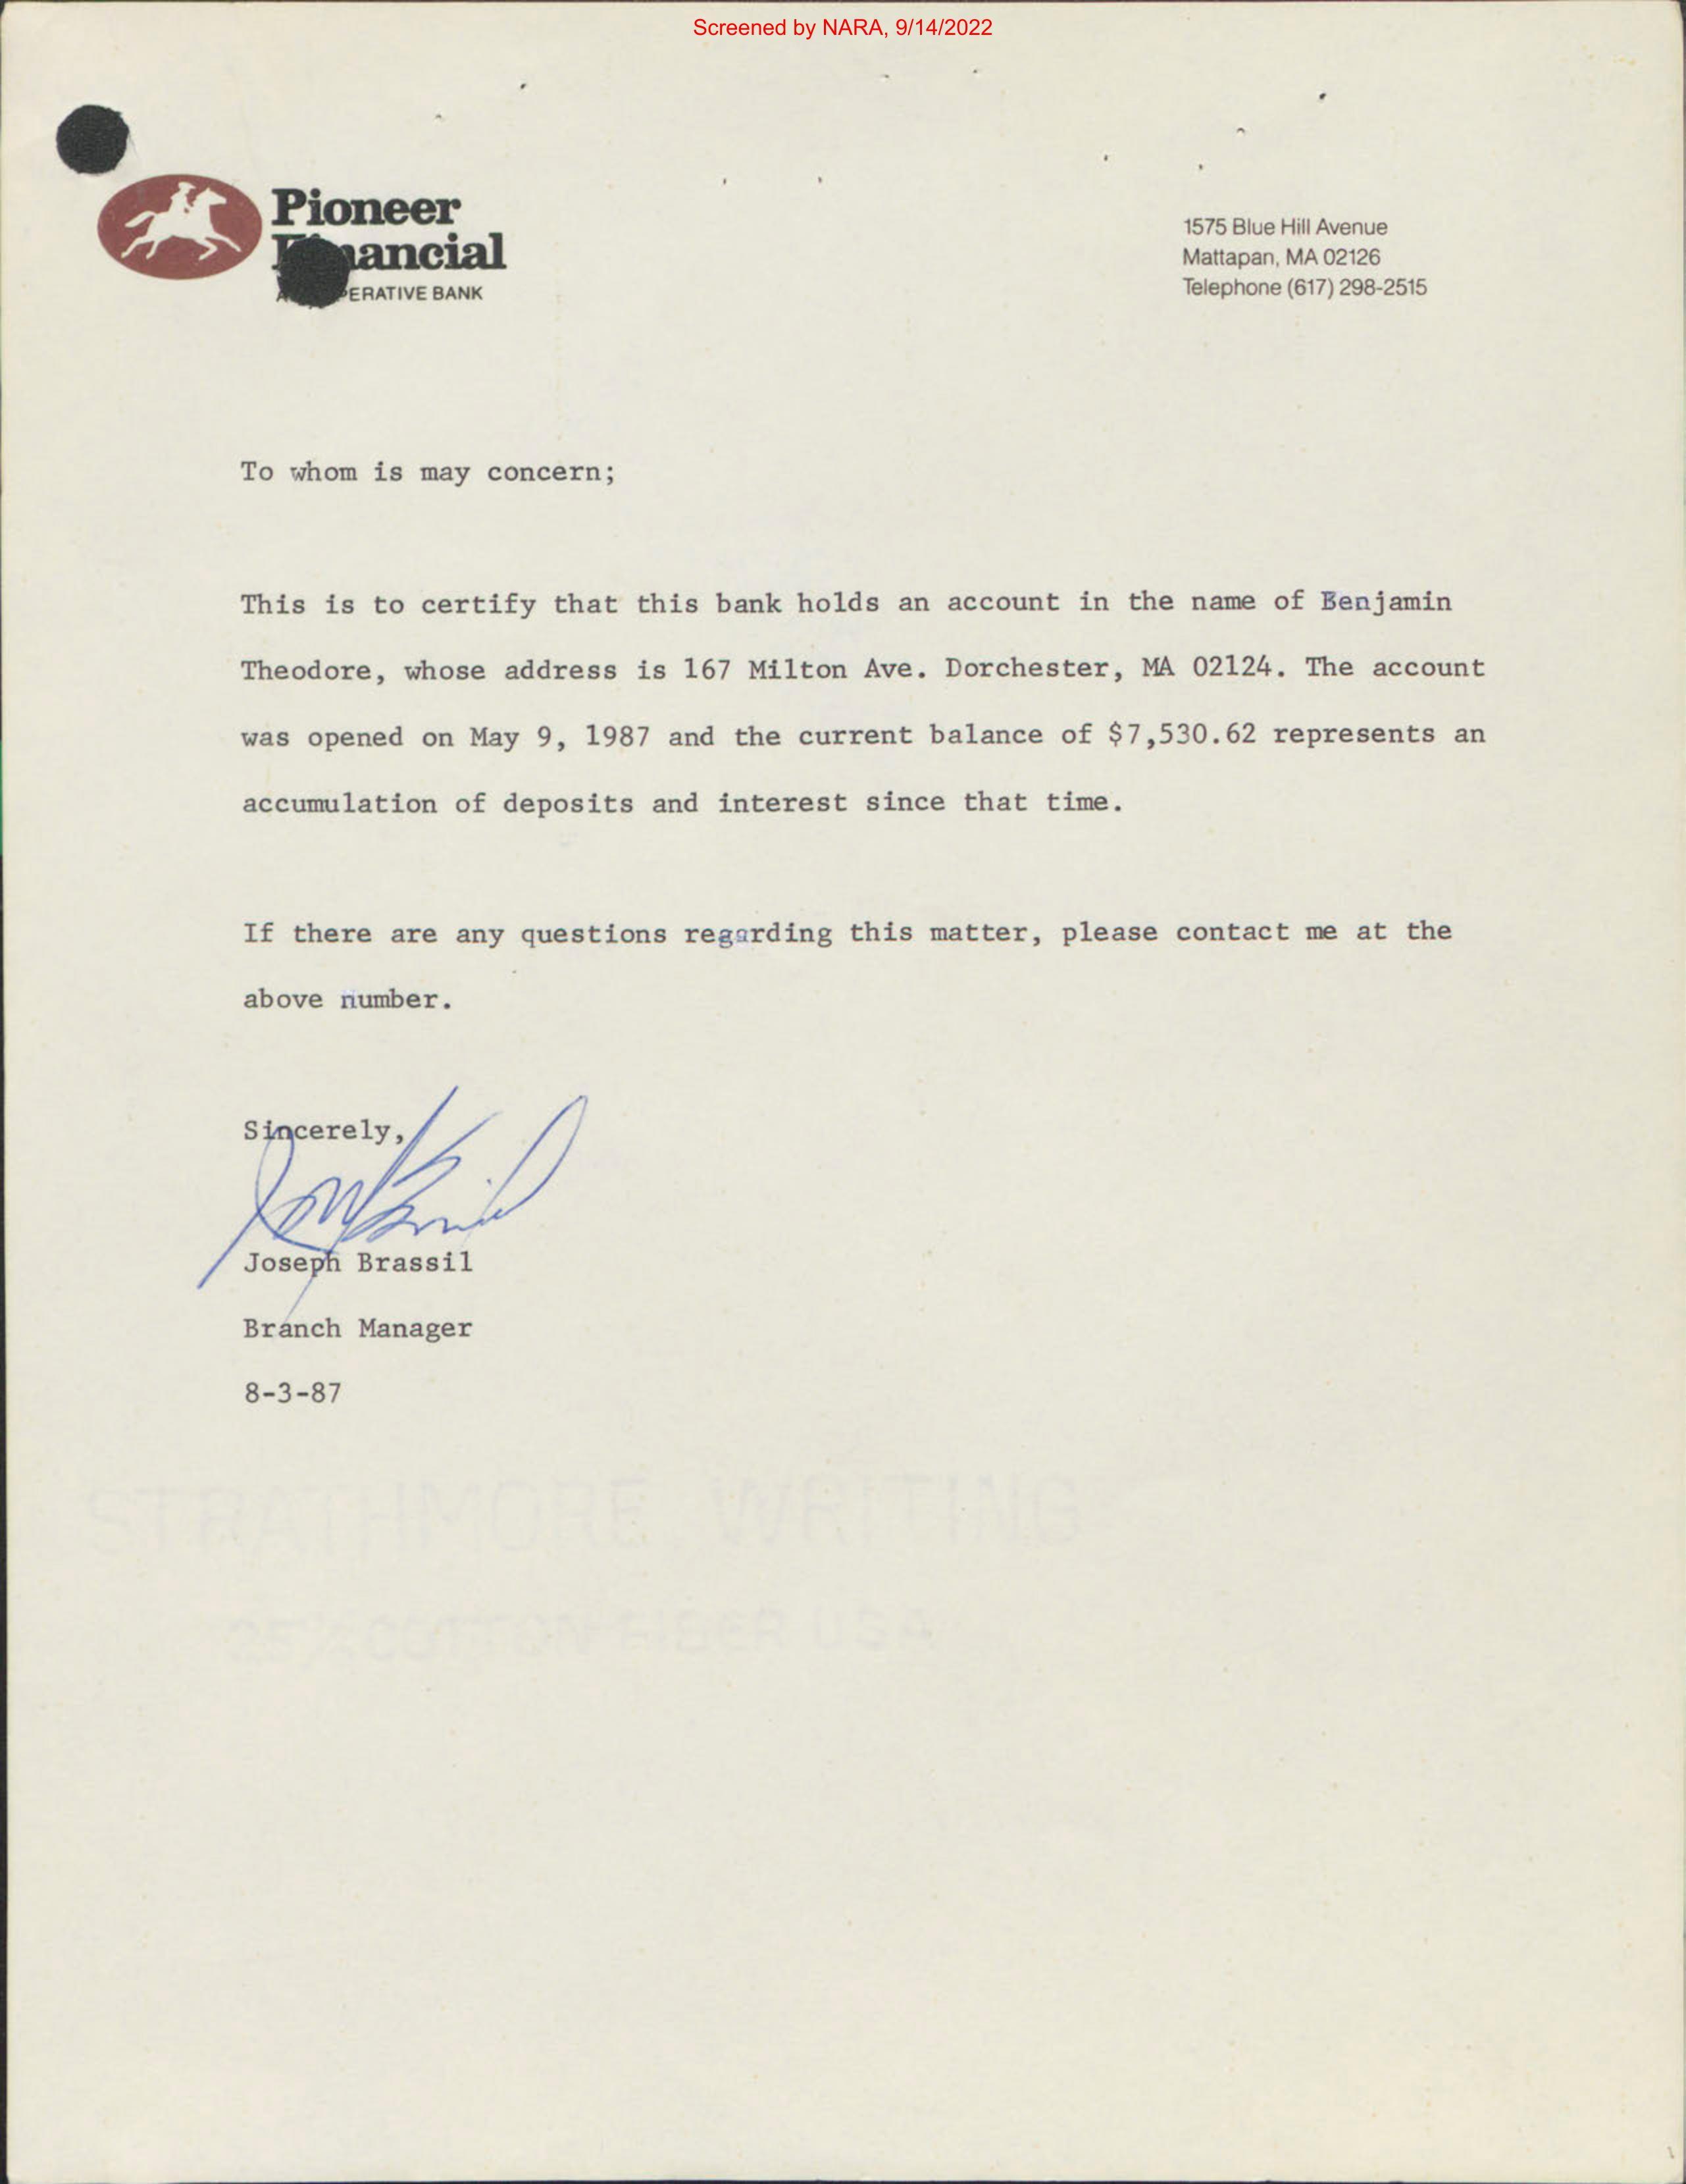 Screened by NARA, 9/14/2022
Pioneer
Financial
ERATIVE BANK
1575 Blue Hill Avenue
Mattapan, MA 02126
Telephone (617) 298-2515
To whom is may concern;
This is to certify that this bank holds an account in the name of Benjamin
Theodore, whose address is 167 Milton Ave. Dorchester, MA 02124. The account
was opened on May 9, 1987 and the current balance of $7,530.62 represents an
accumulation of deposits and interest since that time.
If there are any questions regarding this matter, please contact me at the
above number.
Sincerely,
Joseph Brassil
Branch Manager
8-3-87
STRATHMORE WRITING
25% COTTON FIBER USA